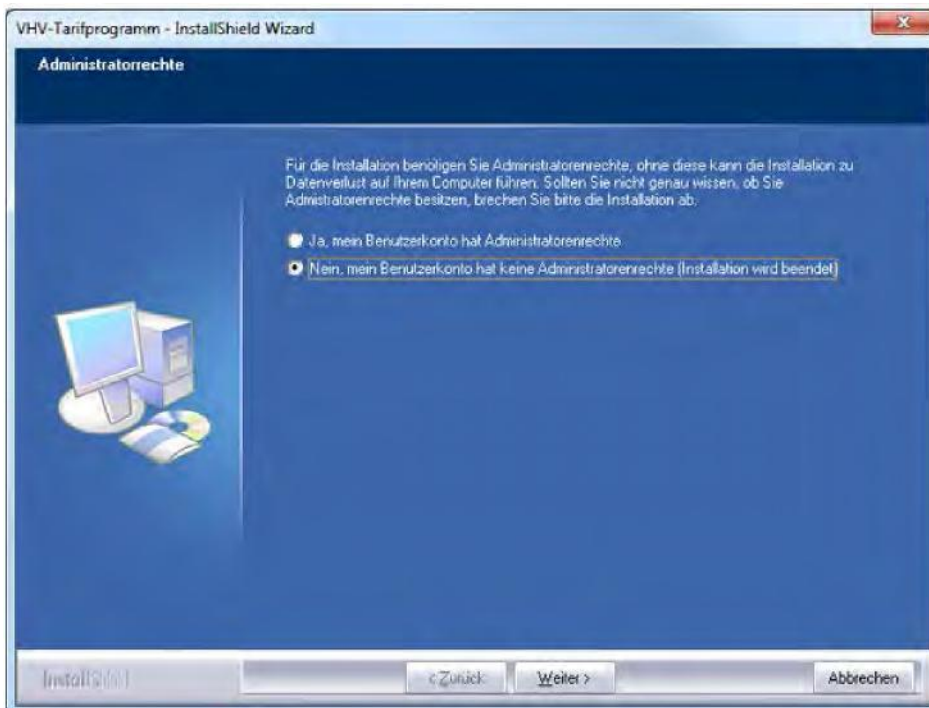 VHV-Tarifprogramm - InstallShield Wizard
Administratorrechte
Für die Installation benötigen Sie Administratorenrechte, ohne diese kann die Installation zu
Datenverlust auf Ihrem Computer führen. Sollten Sie nicht genau wissen, ob Sie
Admistratorenrechte besitzen, brechen Sie bitte die Installation ab.
Ja, mein Benutzerkonto hat Administratorenrechte
Nein, mein Benutzerkonto hat keine Administratorenrechte (Installation wird beendet)
InstallShield
< Zurück
Weiter >
Abbrechen